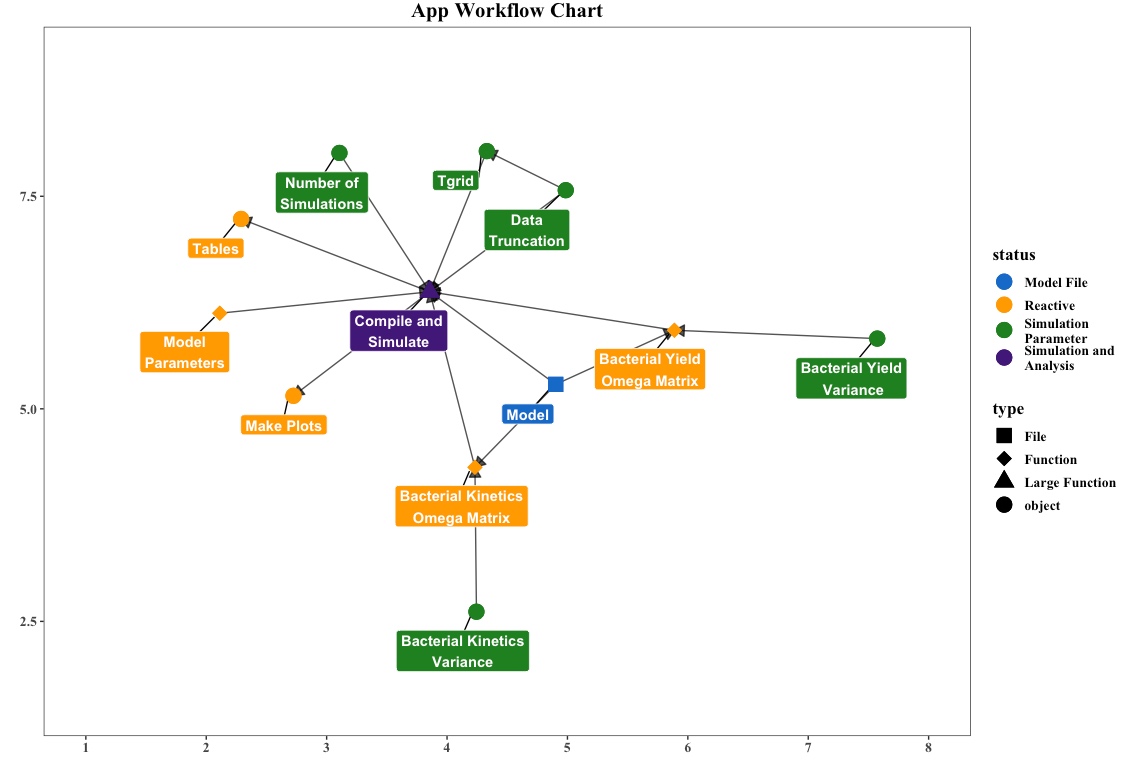 App Workflow Chart
7.5
5.0
2.5
1
2
3
4
5
6
7
8
Number of
Simulations
Tgrid
Data
Truncation
Tables
Compile and
Simulate
Model
Parameters
Bacterial Yield
Omega Matrix
Bacterial Yield
Variance
Make Plots
Model
Bacterial Kinetics
Omega Matrix
Bacterial Kinetics
Variance
status
Model File
Reactive
Simulation
Parameter
Simulation and
Analysis
type
File
Function
Large Function
object